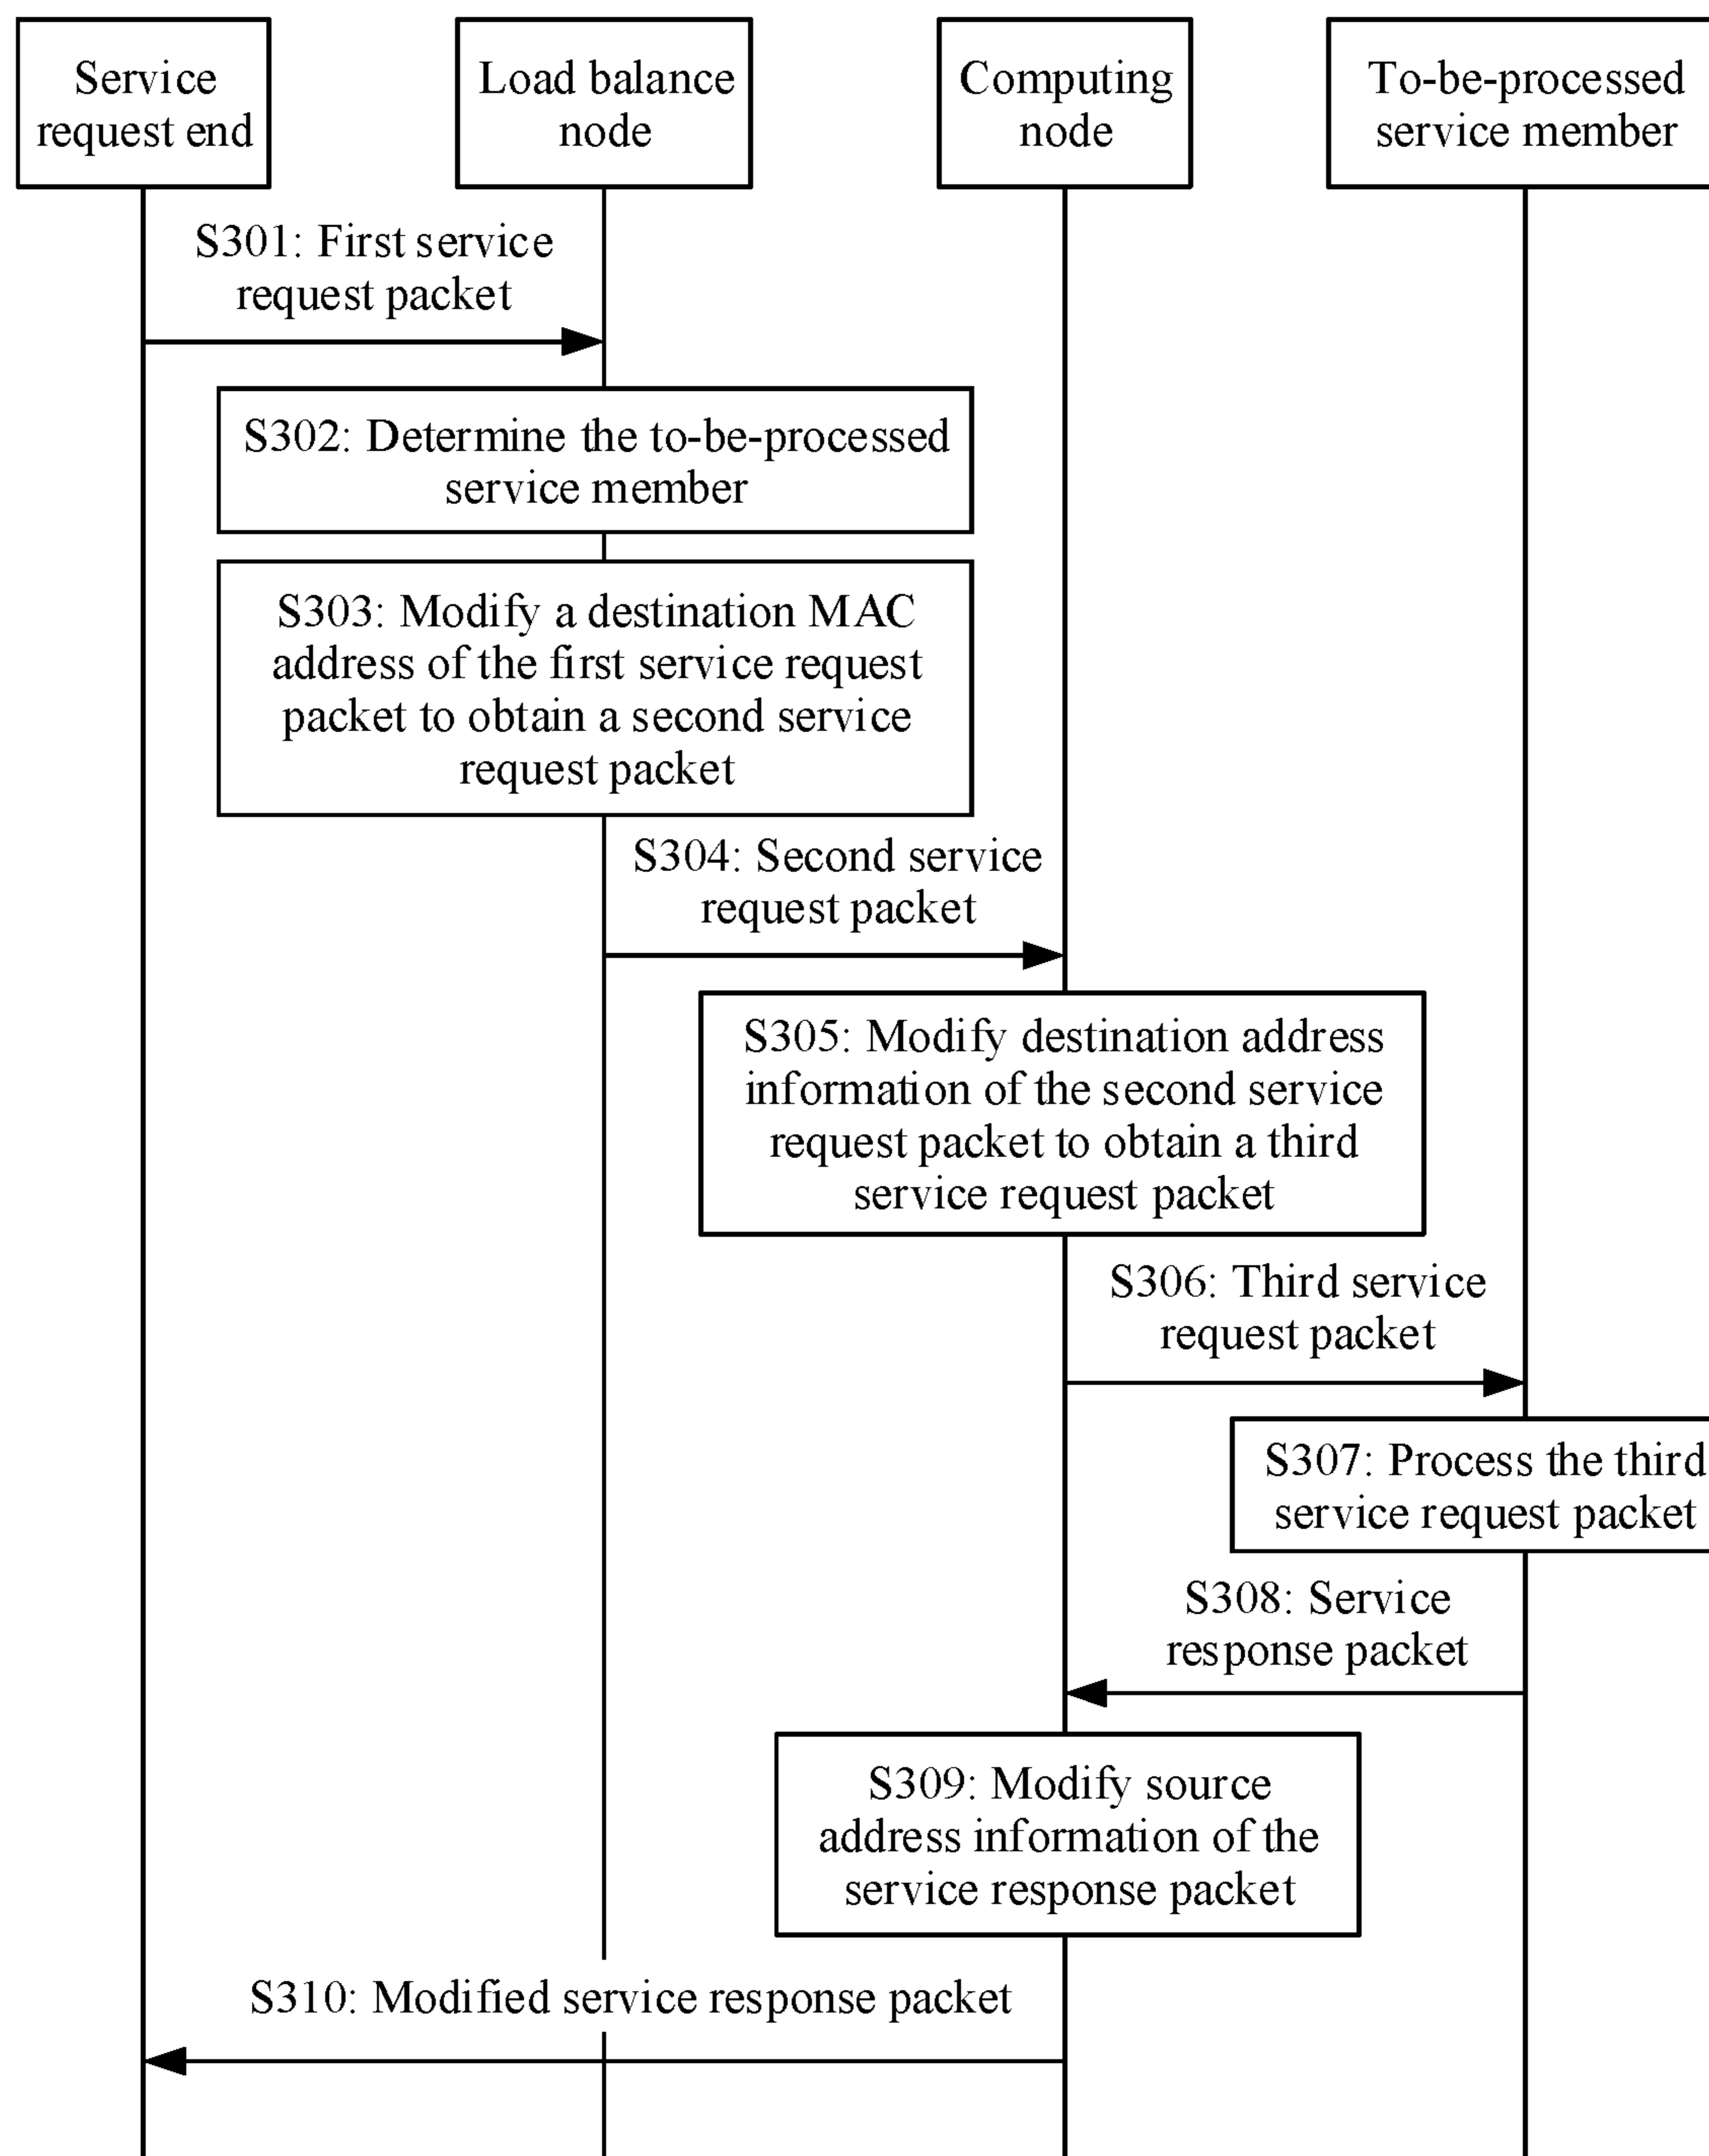 Service
request end
Load balance
node
Computing
node
To-be-processed
service member
S301: First service
request packet
S302: Determine the to-be-processed
service member
S303: Modify a destination MAC
address of the first service request
packet to obtain a second service
request packet
S304: Second service
request packet
S305: Modify destination address
information of the second service
request packet to obtain a third
service request packet
S306: Third service
request packet
S307: Process the third
service request packet
S308: Service
response packet
S309: Modify source
address information of the
service response packet
S310: Modified service response packet